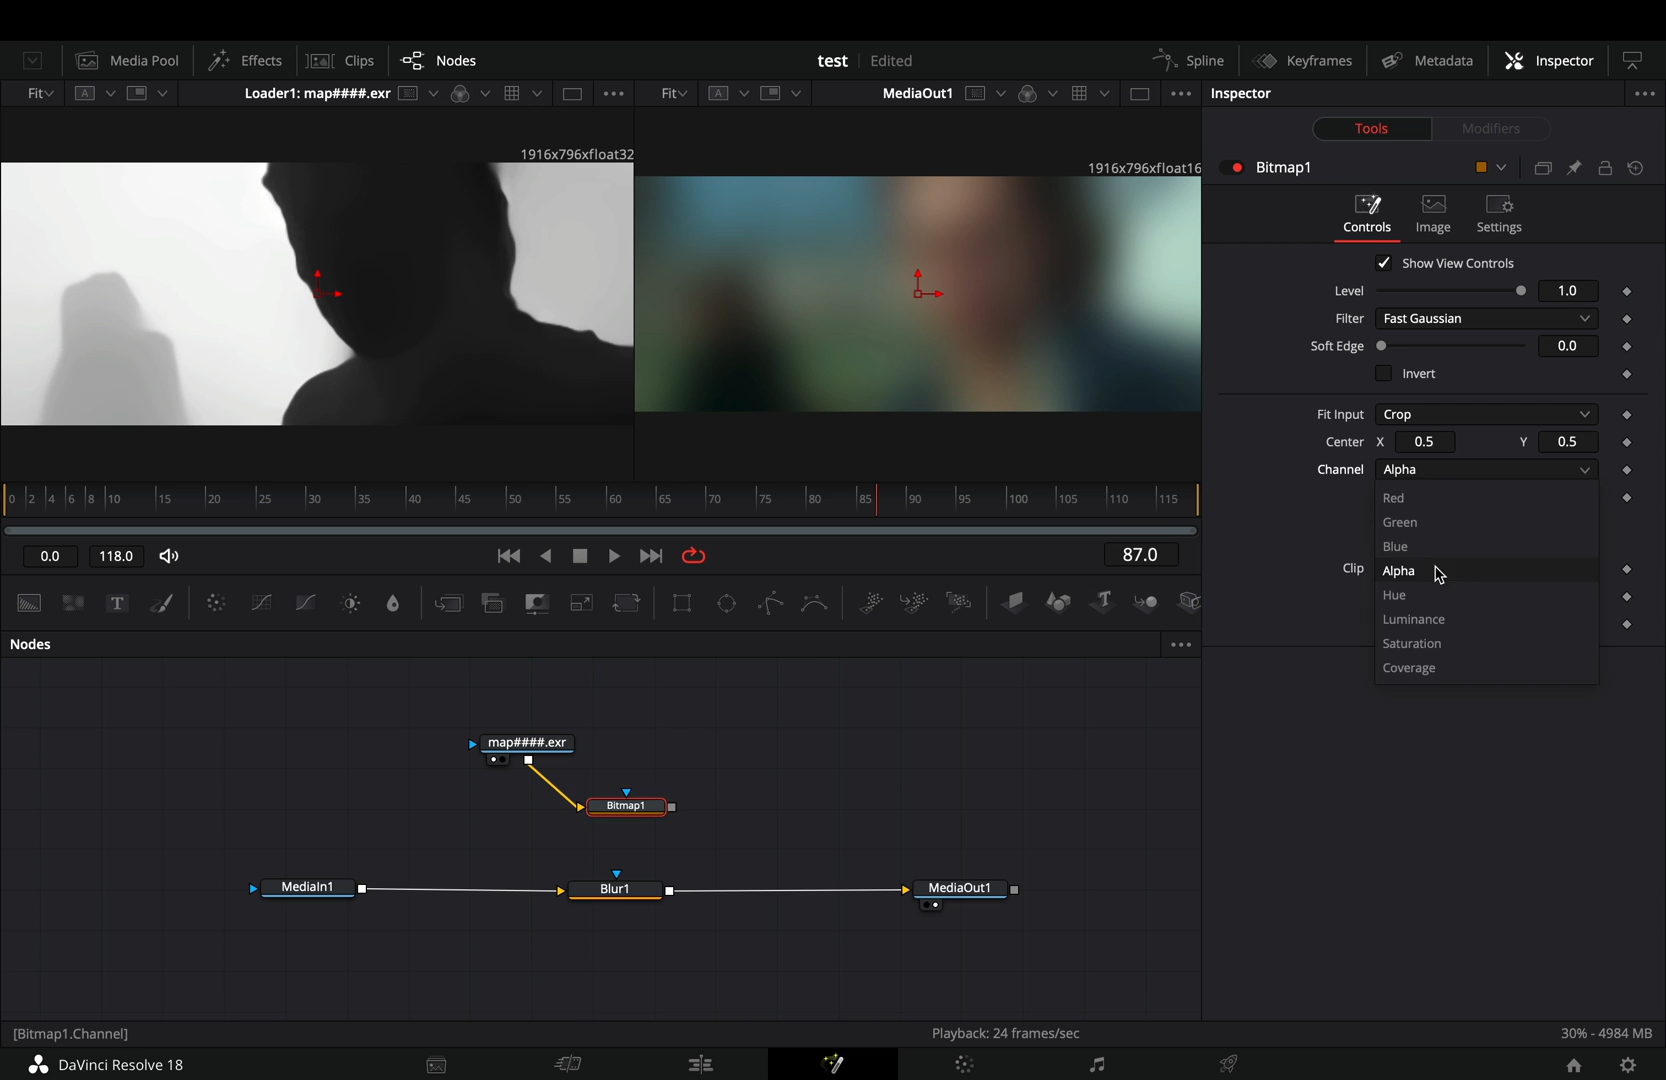 Media Pool
Effects
Clips
Nodes
test
Edited
Spline
Keyframes
Metadata
Inspector
Fit
A
Loader1: map####.exr
Fit
A
MediaOut1
Inspector
Tools
Modifiers
1916x796xfloat32
1916x796xfloat16
Bitmap1
Controls
Image
Settings
Show View Controls
Level
1.0
Filter
Fast Gaussian
Soft Edge
0.0
Invert
Fit Input
Crop
Center X 0.5 Y 0.5
Channel
Alpha
Red
Green
Blue
Alpha
Hue
Luminance
Saturation
Coverage
Clip
0 2 4 6 8 10 15 20 25 30 35 40 45 50 55 60 65 70 75 80 85 90 95 100 105 110 115
0.0
118.0
87.0
T
T
Nodes
map####.exr
Bitmap1
MediaIn1
Blur1
MediaOut1
[Bitmap1.Channel]
Playback: 24 frames/sec
30% - 4984 MB
DaVinci Resolve 18